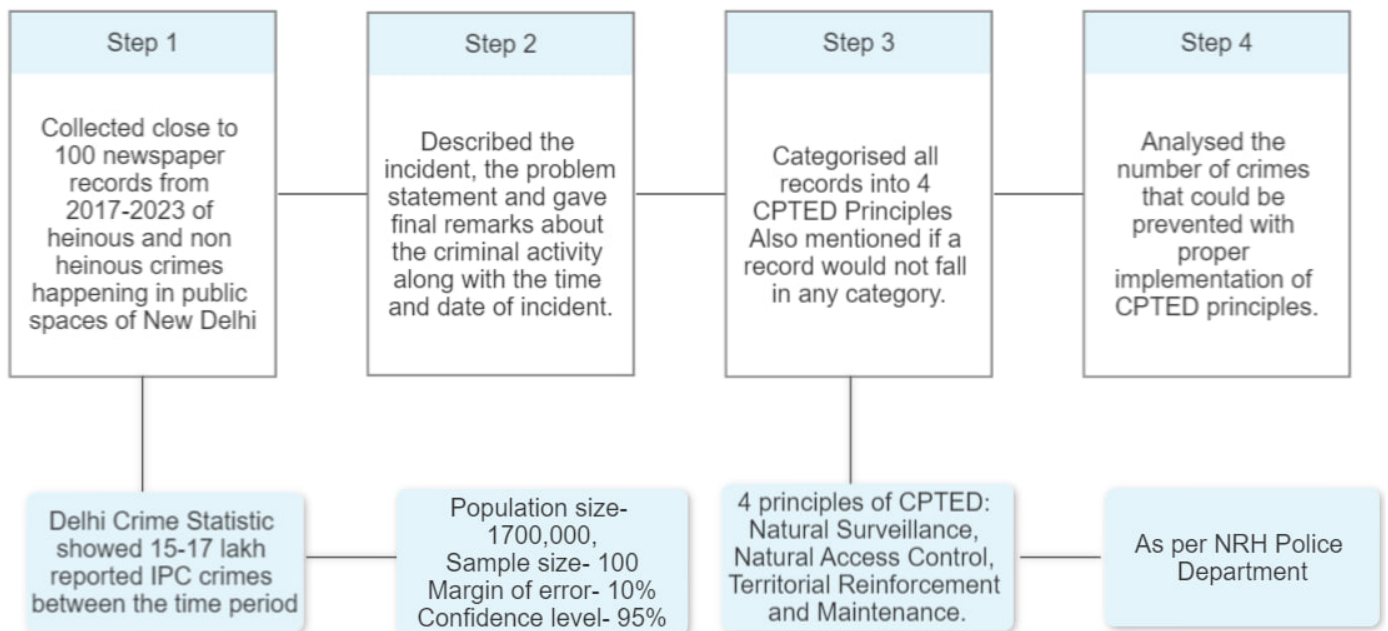 Step 1
Collected close to
100 newspaper
records from
2017-2023 of
heinous and non
heinous crimes
happening in public
spaces of New Delhi
Step 2
Described the
incident, the problem
statement and gave
final remarks about
the criminal activity
along with the time
and date of incident.
Step 3
Categorised all
records into 4
CPTED Principles
Also mentioned if a
record would not fall
in any category.
Step 4
Analysed the
number of crimes
that could be
prevented with
proper
implementation of
CPTED principles.
Delhi Crime Statistic
showed 15-17 lakh
reported IPC crimes
between the time period
Population size-
1700,000,
Sample size- 100
Margin of error- 10%
Confidence level- 95%
4 principles of CPTED:
Natural Surveillance,
Natural Access Control,
Territorial Reinforcement
and Maintenance.
As per NRH Police
Department